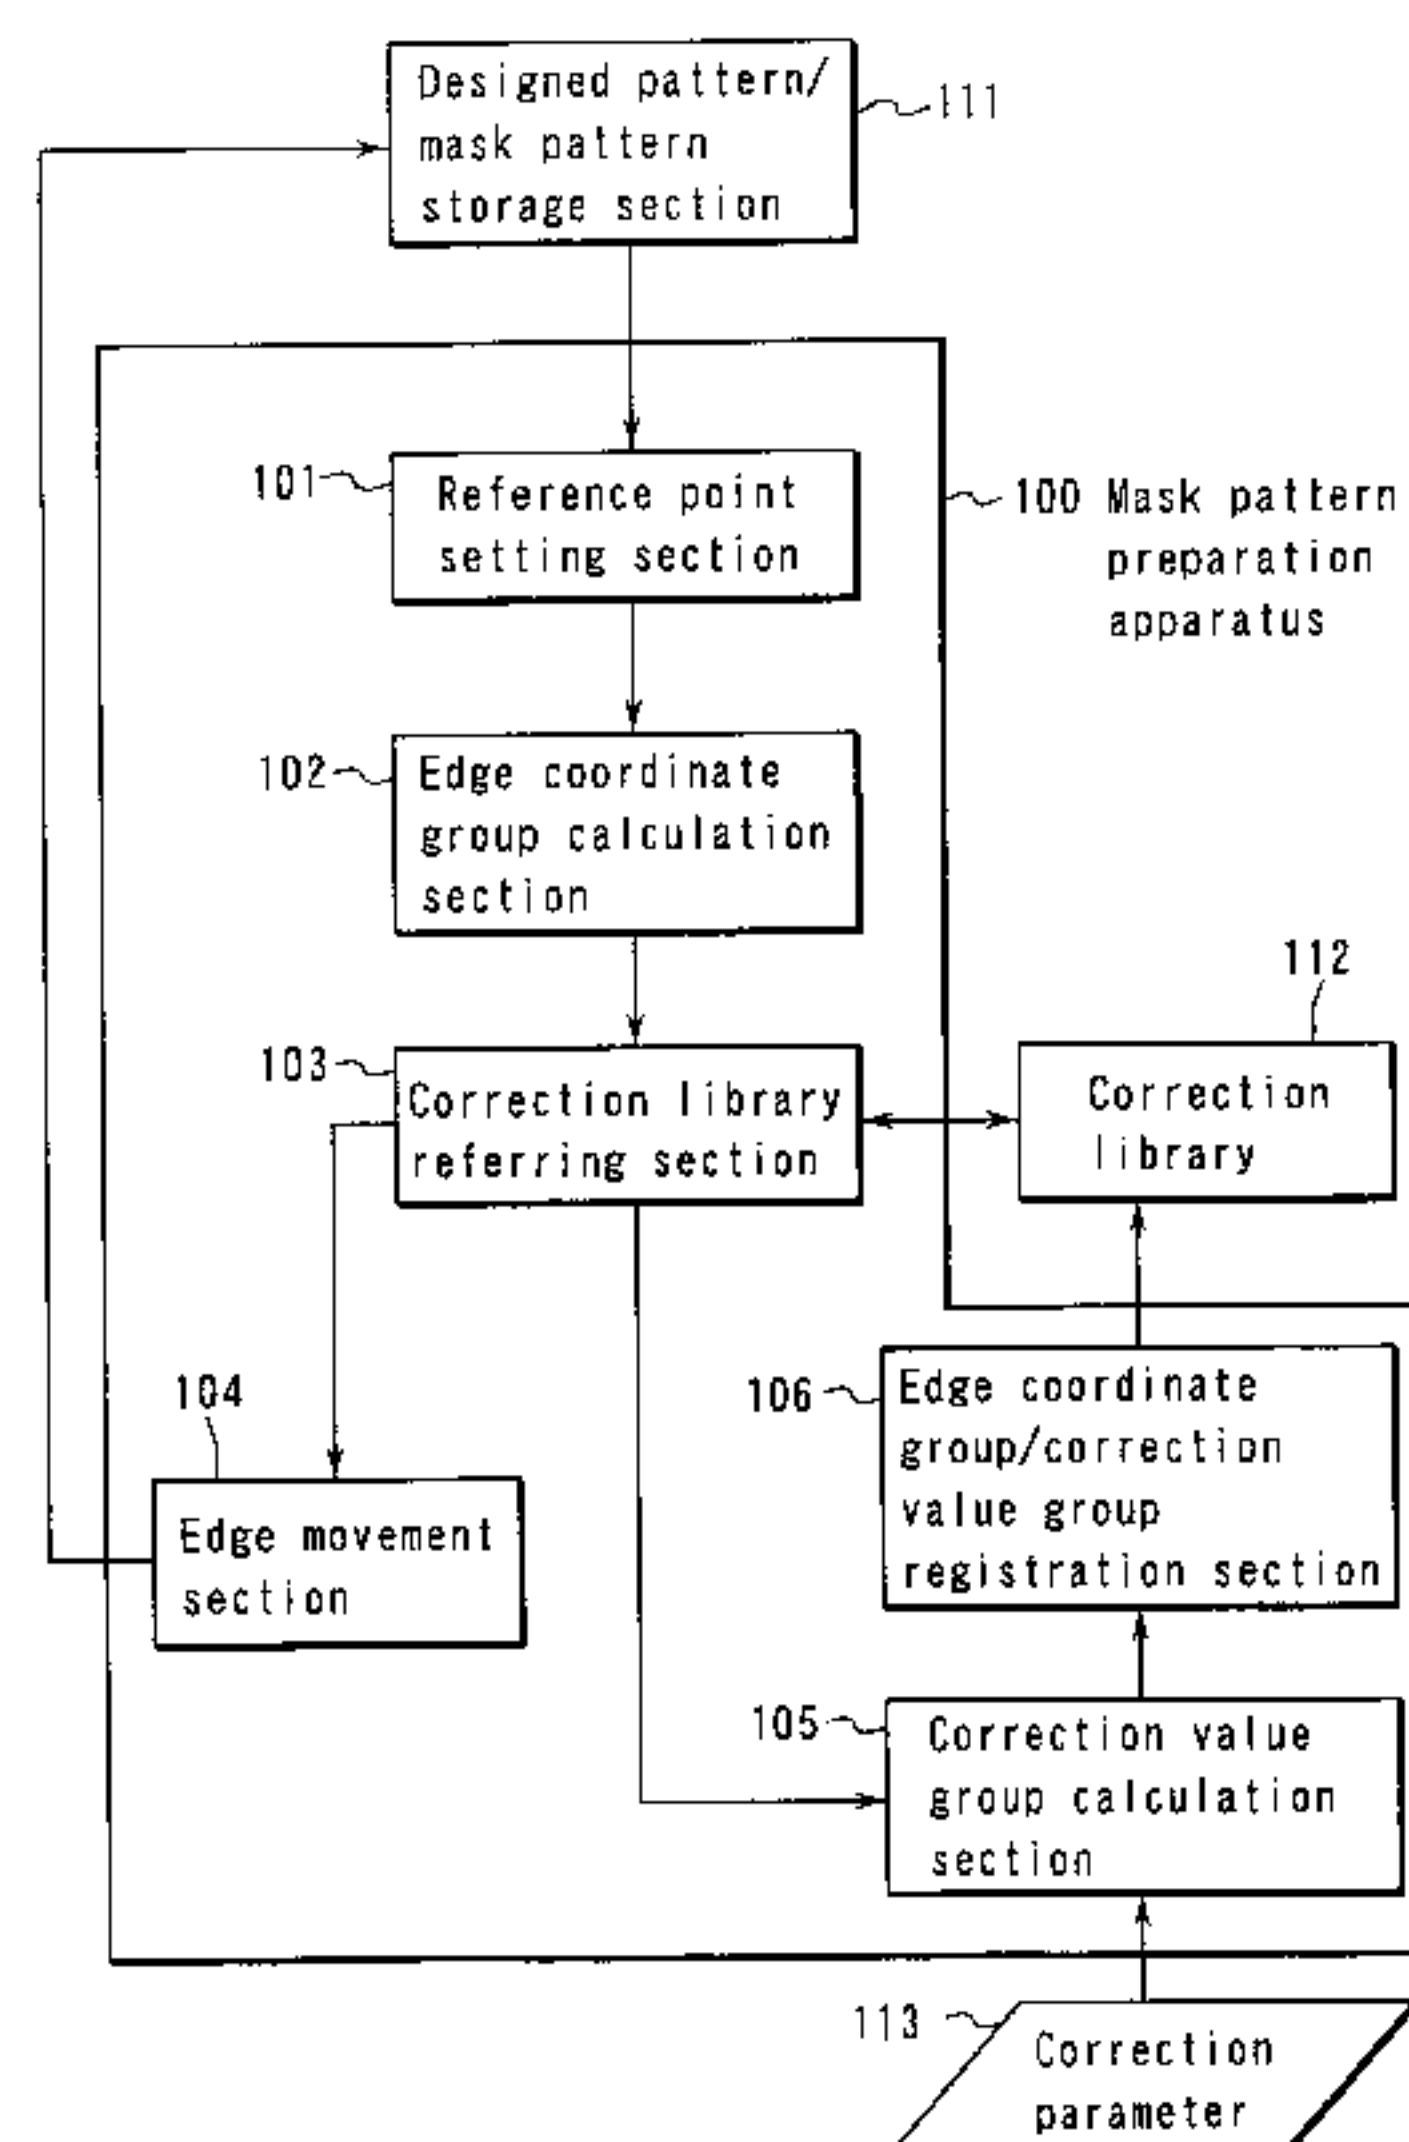 Designed pattern/
mask pattern
storage section
111
101
Reference point
setting section
100 Mask pattern
preparation
apparatus
102
Edge coordinate
group calculation
section
112
103
Correction library
referring section
Correction
library
104
Edge movement
section
106
Edge coordinate
group/correction
value group
registration section
105
Correction value
group calculation
section
113
Correction
parameter